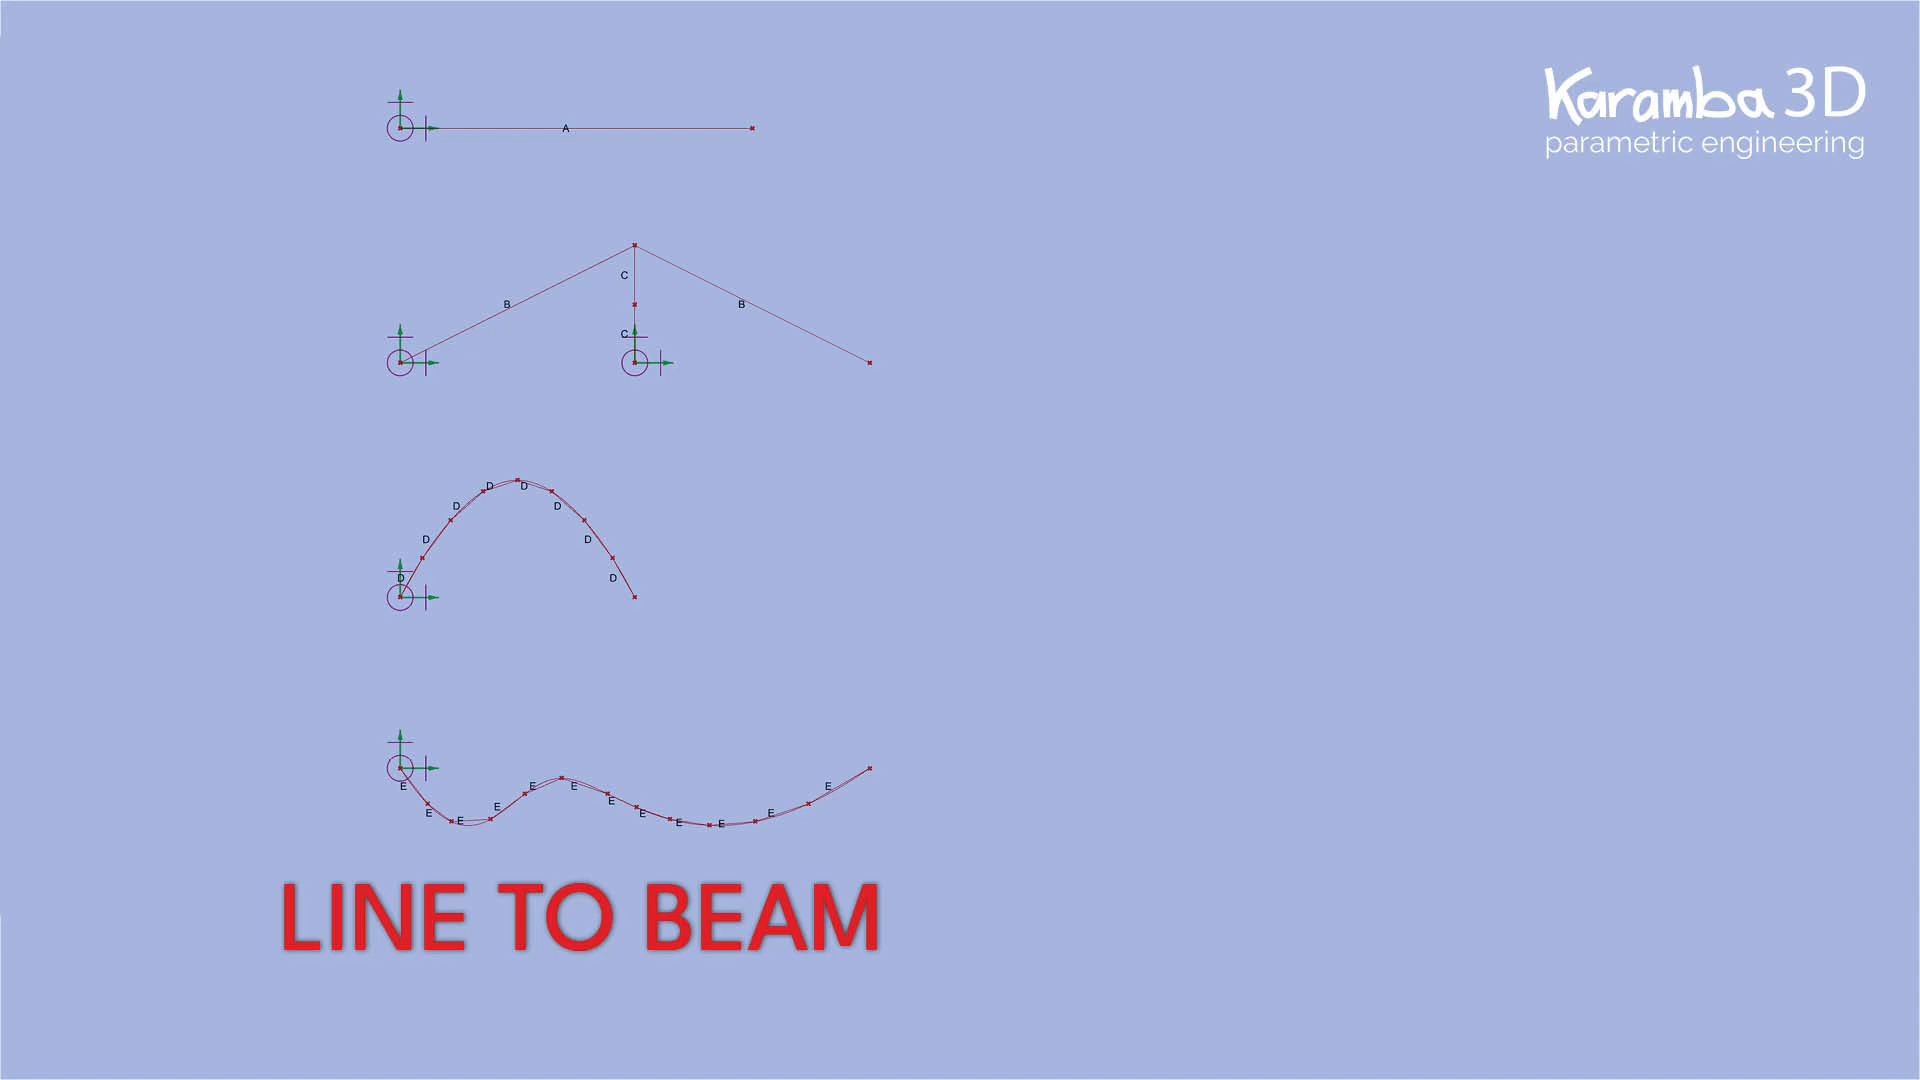 Karamba 3D
parametric engineering
A
C
B B
C
D D
D D
D D
D D
E E E
E E
E E
E E E
E E E
LINE TO BEAM